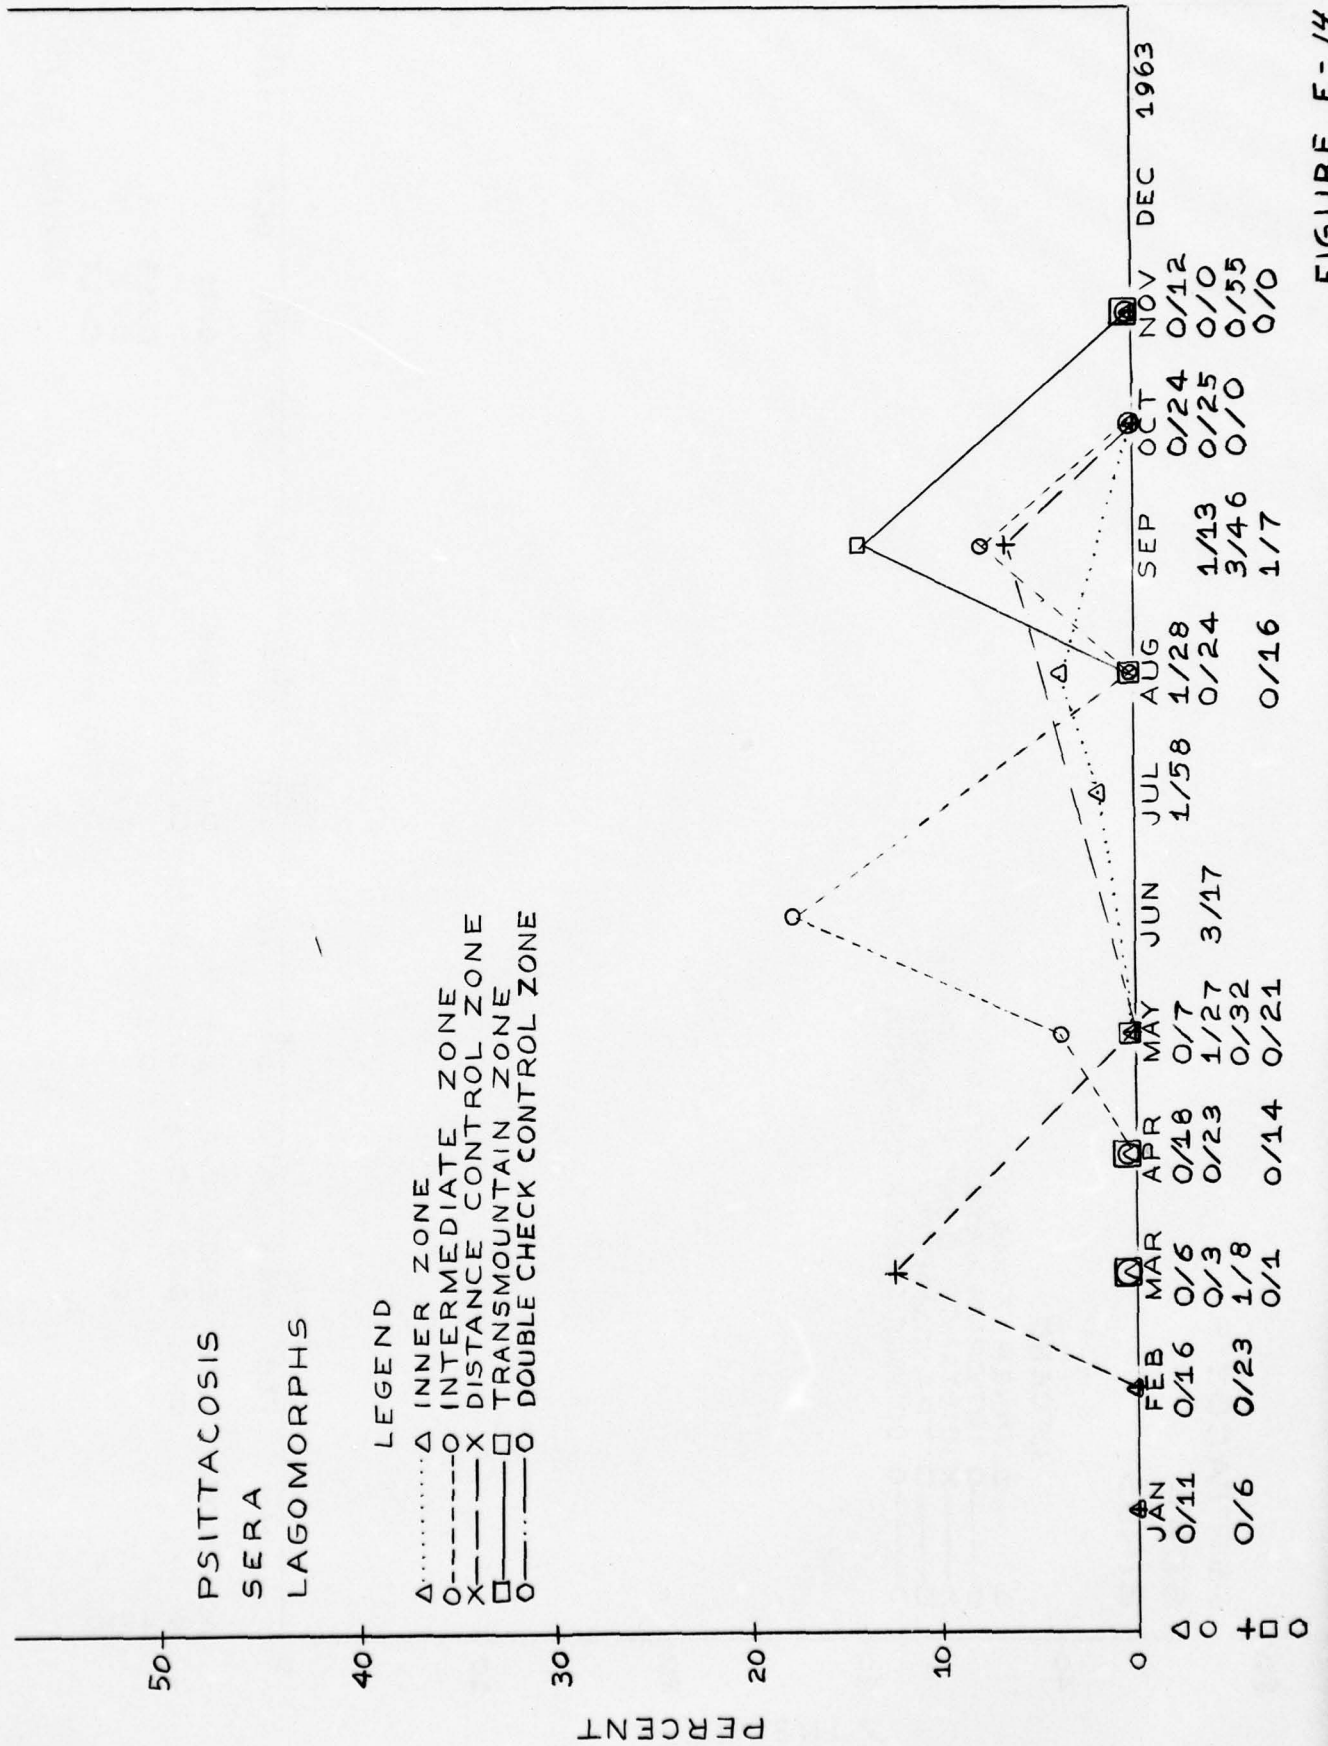 PSITTACOSIS
SERA
LAGOMORPHS
LEGEND
INNER ZONE
INTERMEDIATE ZONE
DISTANCE CONTROL ZONE
TRANSMOUNTAIN ZONE
DOUBLE CHECK CONTROL ZONE
PERCENT
50
40
30
20
10
0
JAN FEB MAR APR MAY JUN JUL AUG SEP OCT NOV DEC 1963
0/11 0/16 0/6 0/18 0/7 1/58 1/28 0/24 0/12
0/3 0/23 1/27 3/17 0/24 1/13 0/25 0/0
0/6 0/23 1/8 0/32 3/46 0/0 0/55
0/1 0/14 0/21 0/16 1/7 0/0
FIGURE